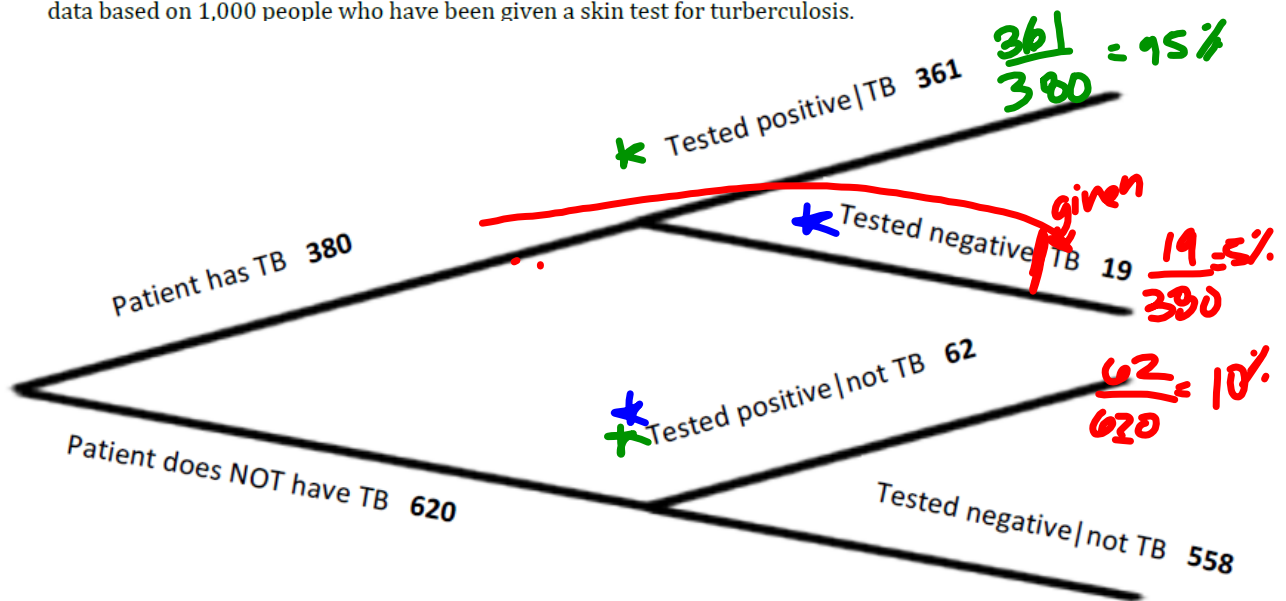 data based on 1,000 people who have been given a skin test for turberculosis.
361
380
= 95%
Tested positive|TB 361
given
Tested negative|TB 19
19
380
=5%
Patient has TB 380
Tested positive|not TB 62
62
620
= 10%
Patient does NOT have TB 620
Tested negative|not TB 558